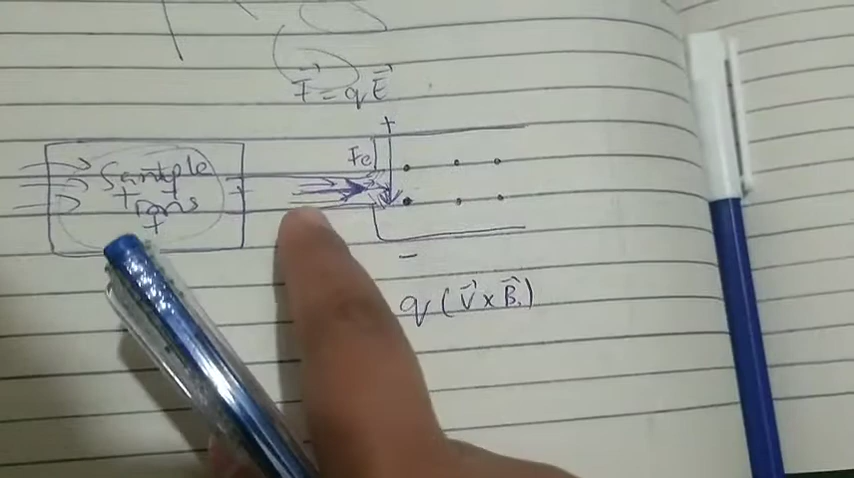 F⃗ = qE⃗
+
Fe
Sample
+ +
Ions
+
−
q(V⃗ × B⃗)